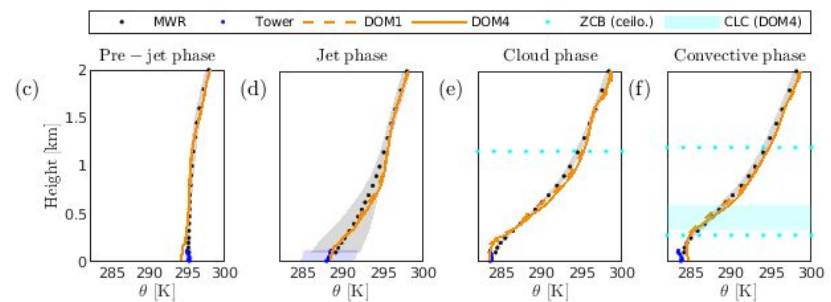 MWR Tower DOM1 DOM4 ZCB (ceilo.) CLC (DOM4)
Pre − jet phase Jet phase Cloud phase Convective phase
(c) (d) (e) (f)
Height [km]
2
1.5
1
0.5
0
285 290 295 300 285 290 295 300 285 290 295 300 285 290 295 300
θ [K] θ [K] θ [K] θ [K]